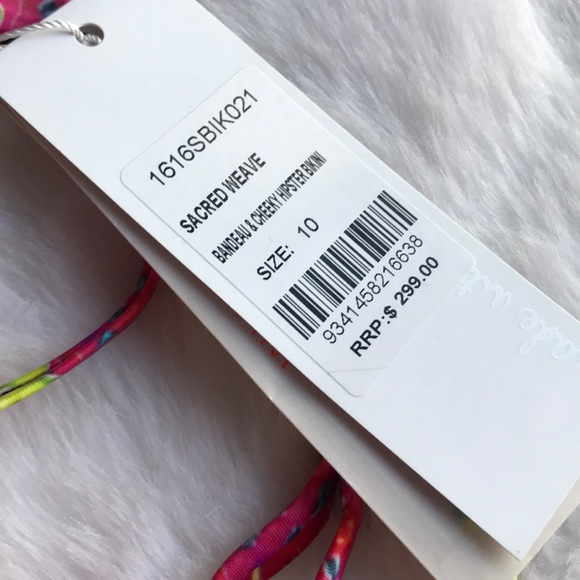 1616SBIK021
SACRED WEAVE
BANDEAU & CHEEKY HIPSTER BIKINI
SIZE: 10
9341458216638
RRP:$ 299.00